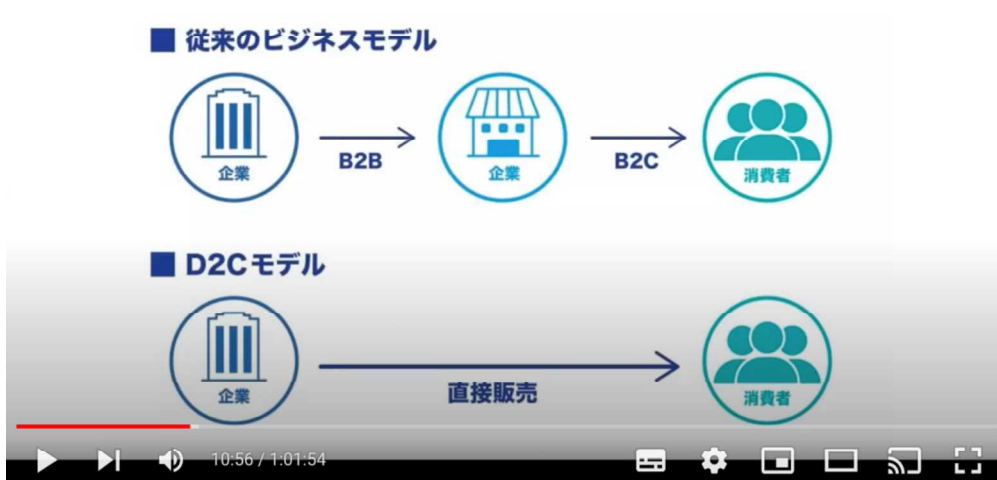 ■ 従来のビジネスモデル
企業
B2B
企業
B2C
消費者
■ D2Cモデル
企業
直接販売
消費者
10:56 / 1:01:54